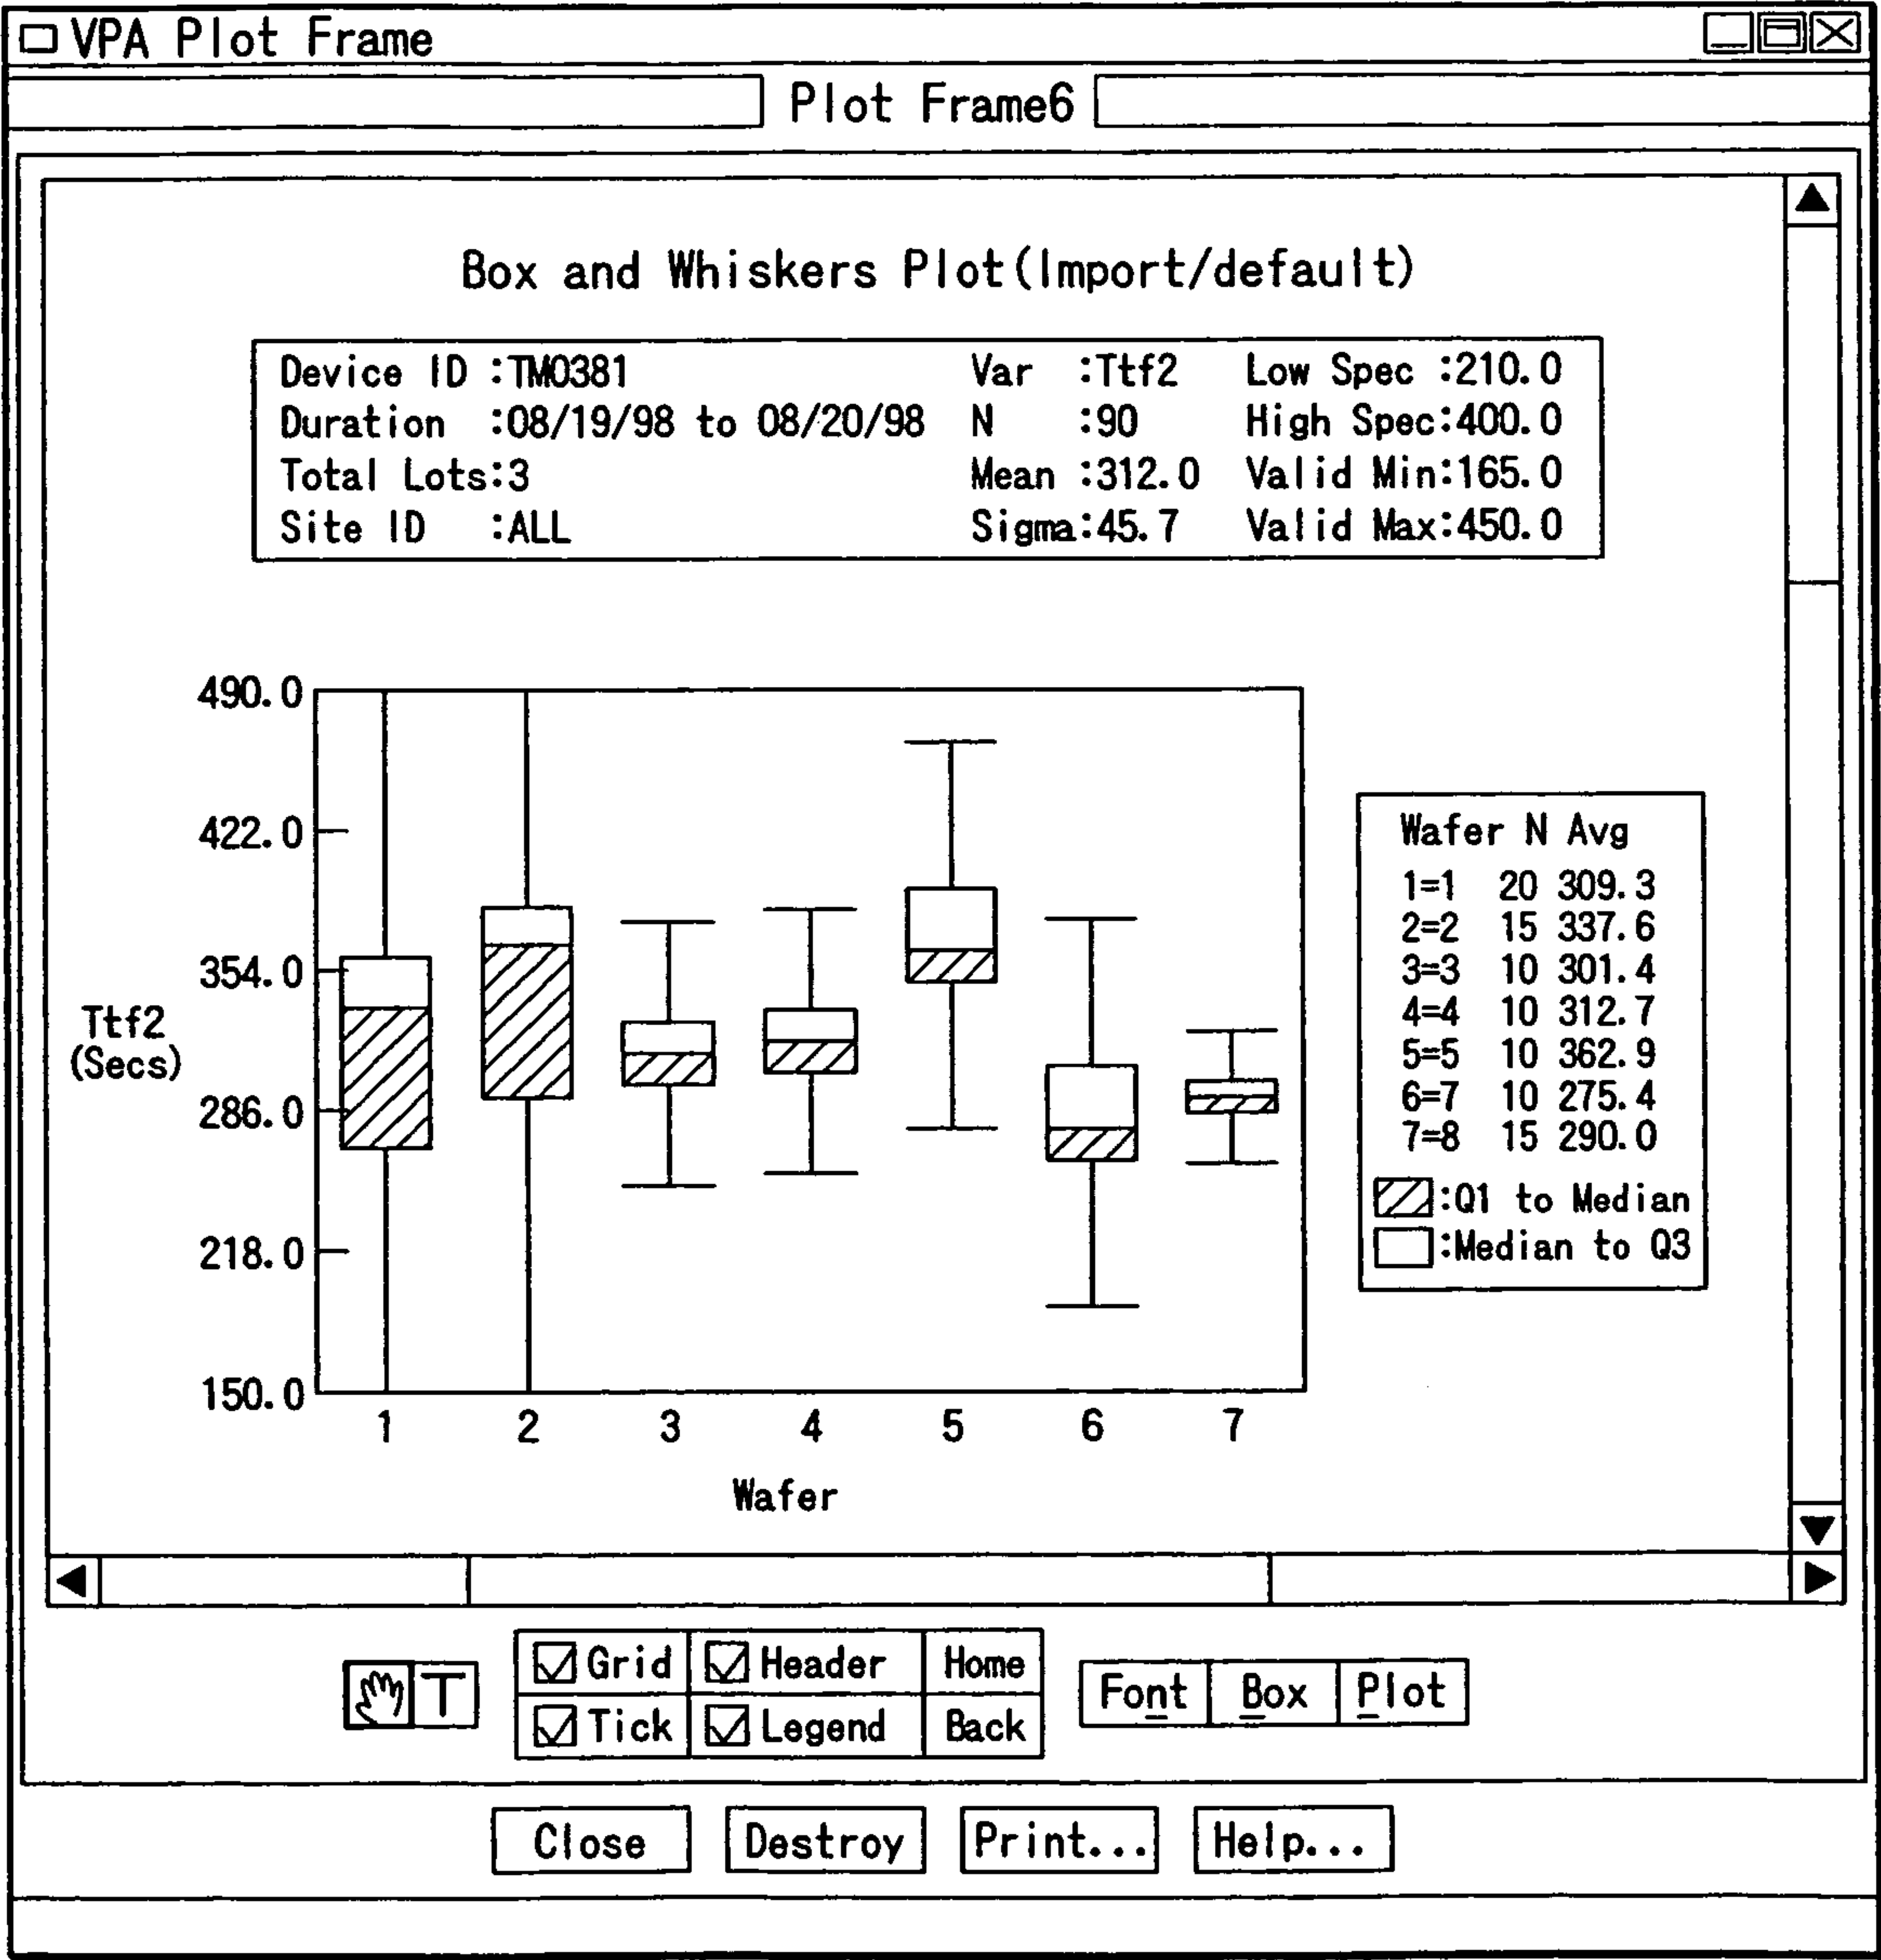 VPA Plot Frame
Plot Frame6
Box and Whiskers Plot(Import/default)
Device ID :TM0381 Var :Ttf2 Low Spec :210.0
Duration :08/19/98 to 08/20/98 N :90 High Spec:400.0
Total Lots:3 Mean :312.0 Valid Min:165.0
Site ID :ALL Sigma:45.7 Valid Max:450.0
490.0
422.0
354.0
286.0
218.0
150.0
Ttf2
(Secs)
1 2 3 4 5 6 7
Wafer
Wafer N Avg
1=1 20 309.3
2=2 15 337.6
3=3 10 301.4
4=4 10 312.7
5=5 10 362.9
6=7 10 275.4
7=8 15 290.0
:Q1 to Median
:Median to Q3
T
Grid Header Home
Tick Legend Back
Font Box Plot
Close Destroy Print... Help...